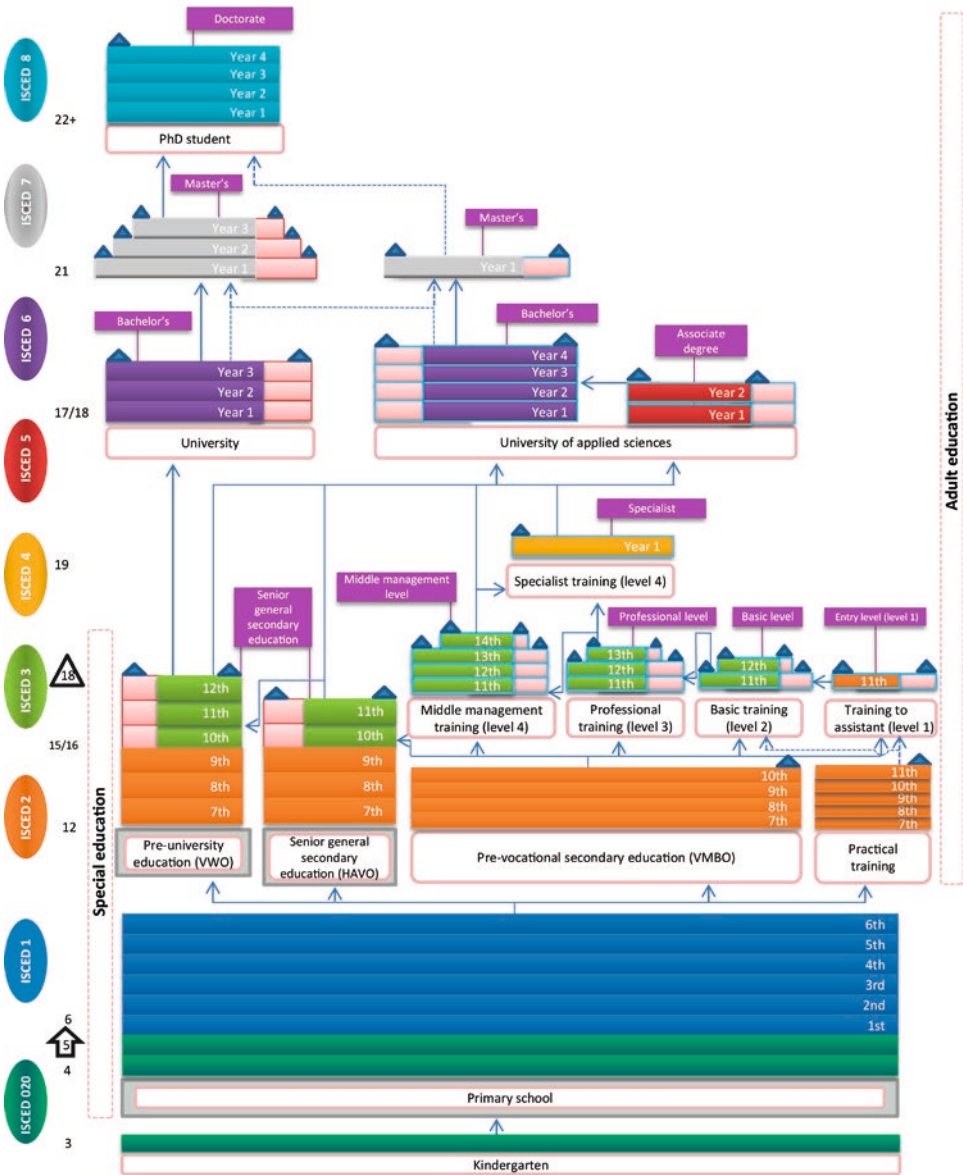 Doctorate
ISCED 8
Year 4
Year 3
Year 2
Year 1
22+
PhD student
ISCED 7
Master's
Master's
Year 3
Year 2
Year 1
Year 1
21
ISCED 6
Bachelor's
Bachelor's
Associate
degree
Year 3
Year 2
Year 1
Year 4
Year 3
Year 2
Year 1
Year 2
Year 1
17/18
University
University of applied sciences
ISCED 5
Adult education
ISCED 4
19
Specialist
Year 1
Specialist training (level 4)
Senior
general
secondary
education
Middle management
level
Professional level
Basic level
Entry level (level 1)
ISCED 3
18
12th
11th
10th
11th
10th
14th
13th
12th
11th
13th
12th
11th
12th
11th
11th
Middle management
training (level 4)
Professional
training (level 3)
Basic training
(level 2)
Training to
assistant (level 1)
15/16
ISCED 2
9th
8th
7th
9th
8th
7th
10th
9th
8th
7th
11th
10th
9th
8th
7th
12
Pre-university
education (VWO)
Senior general
secondary
education (HAVO)
Pre-vocational secondary education (VMBO)
Practical
training
Special education
ISCED 1
6th
5th
4th
3rd
2nd
1st
6
5
4
ISCED 020
Primary school
3
Kindergarten